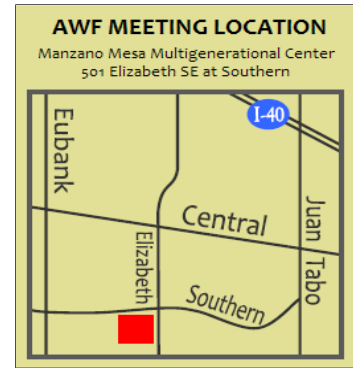 AWF MEETING LOCATION
Manzano Mesa Multigenerational Center
501 Elizabeth SE at Southern
I-40
Eubank
Juan Tabo
Central
Elizabeth
Southern